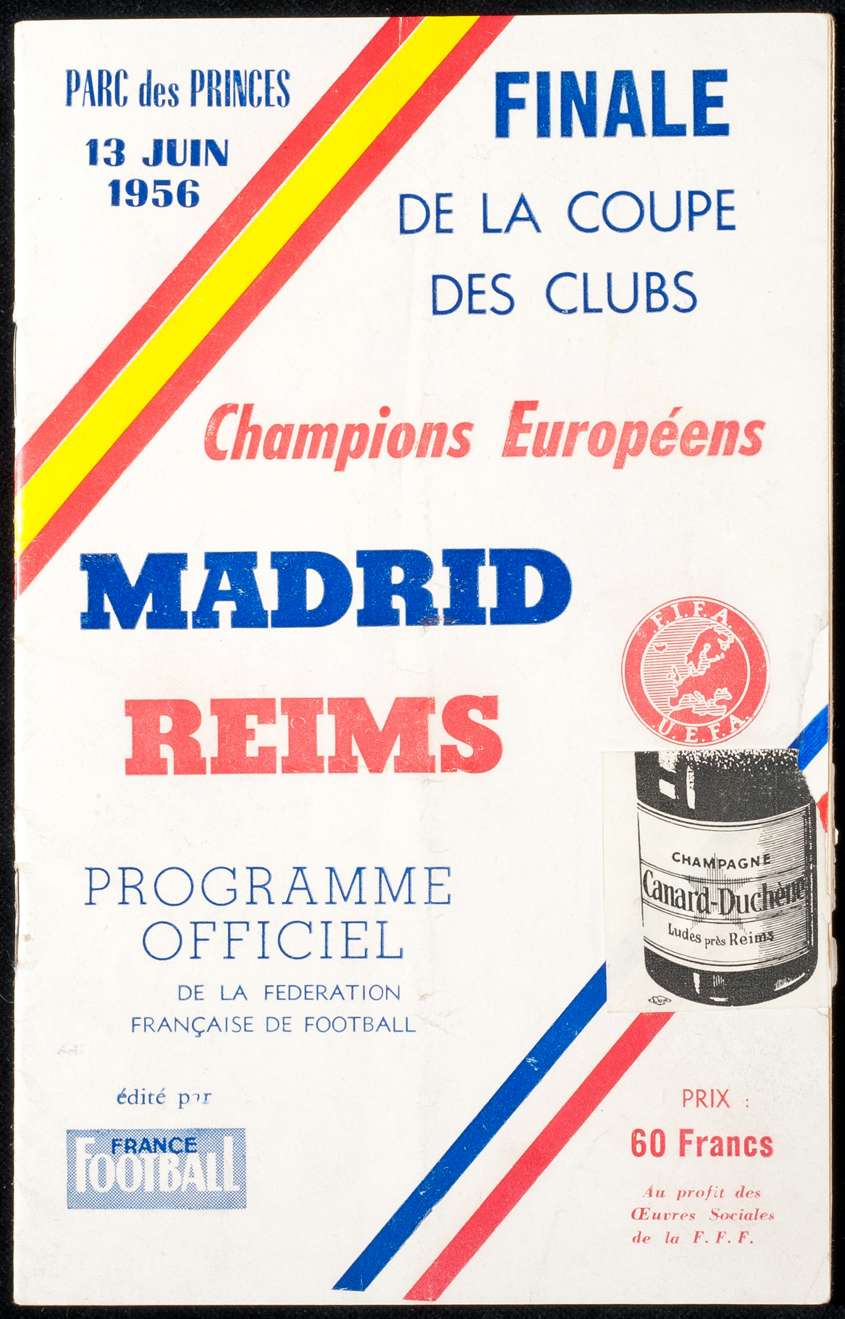 PARC des PRINCES
13 JUIN
1956
FINALE
DE LA COUPE
DES CLUBS
Champions Européens
MADRID
REIMS
F.I.F.A.
U.E.F.A.
CHAMPAGNE
Canard-Duchêne
Ludes près Reims
PROGRAMME
OFFICIEL
DE LA FEDERATION
FRANÇAISE DE FOOTBALL
édité par
FRANCE
FOOTBALL
PRIX :
60 Francs
Au profit des
Œuvres Sociales
de la F. F. F.